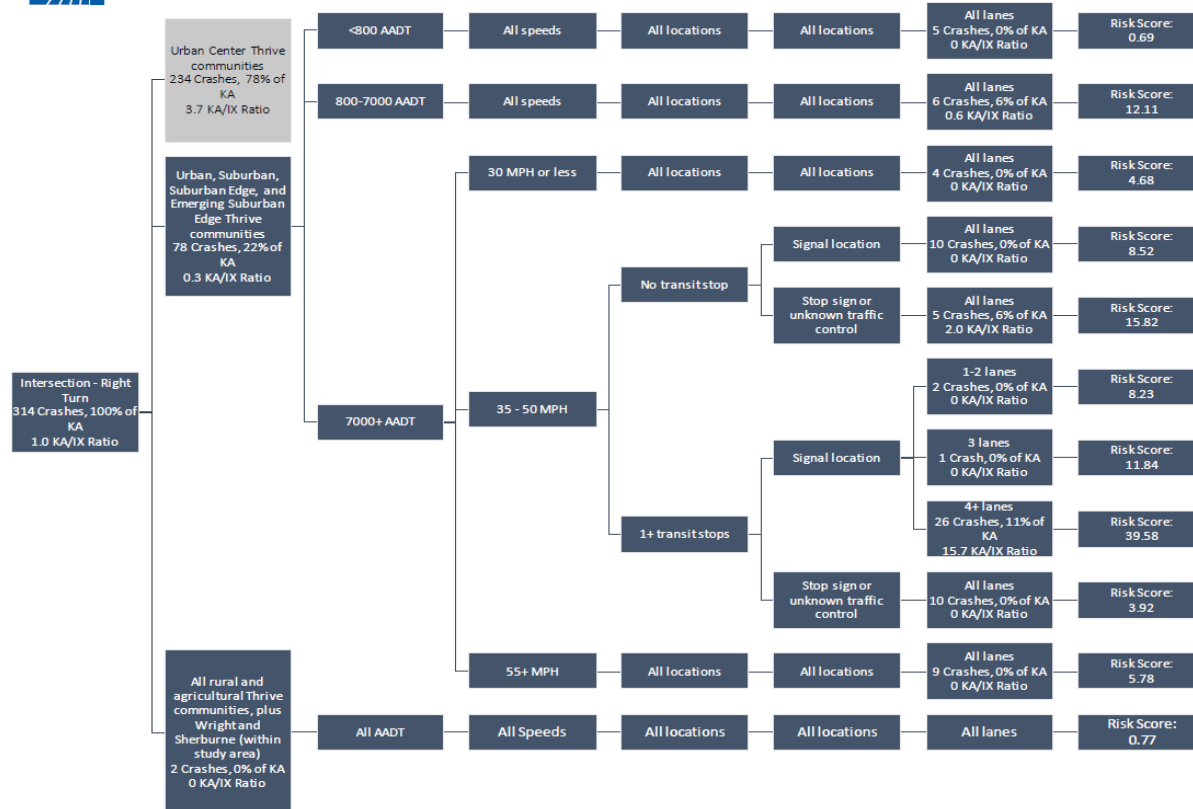 Urban Center Thrive
communities
234 Crashes, 78% of
KA
3.7 KA/IX Ratio
<800 AADT
All speeds
All locations
All locations
All lanes
5 Crashes, 0% of KA
0 KA/IX Ratio
Risk Score:
0.69
800-7000 AADT
All speeds
All locations
All locations
All lanes
6 Crashes, 6% of KA
0.6 KA/IX Ratio
Risk Score:
12.11
Urban, Suburban,
Suburban Edge, and
Emerging Suburban
Edge Thrive
communities
78 Crashes, 22% of
KA
0.3 KA/IX Ratio
30 MPH or less
All locations
All locations
All lanes
4 Crashes, 0% of KA
0 KA/IX Ratio
Risk Score:
4.68
No transit stop
Signal location
All lanes
10 Crashes, 0% of KA
0 KA/IX Ratio
Risk Score:
8.52
Stop sign or
unknown traffic
control
All lanes
5 Crashes, 6% of KA
2.0 KA/IX Ratio
Risk Score:
15.82
Intersection - Right
Turn
314 Crashes, 100% of
KA
1.0 KA/IX Ratio
7000+ AADT
35 - 50 MPH
1+ transit stops
Signal location
1-2 lanes
2 Crashes, 0% of KA
0 KA/IX Ratio
Risk Score:
8.23
3 lanes
1 Crash, 0% of KA
0 KA/IX Ratio
Risk Score:
11.84
4+ lanes
26 Crashes, 11% of
KA
15.7 KA/IX Ratio
Risk Score:
39.58
Stop sign or
unknown traffic
control
All lanes
10 Crashes, 0% of KA
0 KA/IX Ratio
Risk Score:
3.92
55+ MPH
All locations
All locations
All lanes
9 Crashes, 0% of KA
0 KA/IX Ratio
Risk Score:
5.78
All rural and
agricultural Thrive
communities, plus
Wright and
Sherburne (within
study area)
2 Crashes, 0% of KA
0 KA/IX Ratio
All AADT
All Speeds
All locations
All locations
All lanes
Risk Score:
0.77